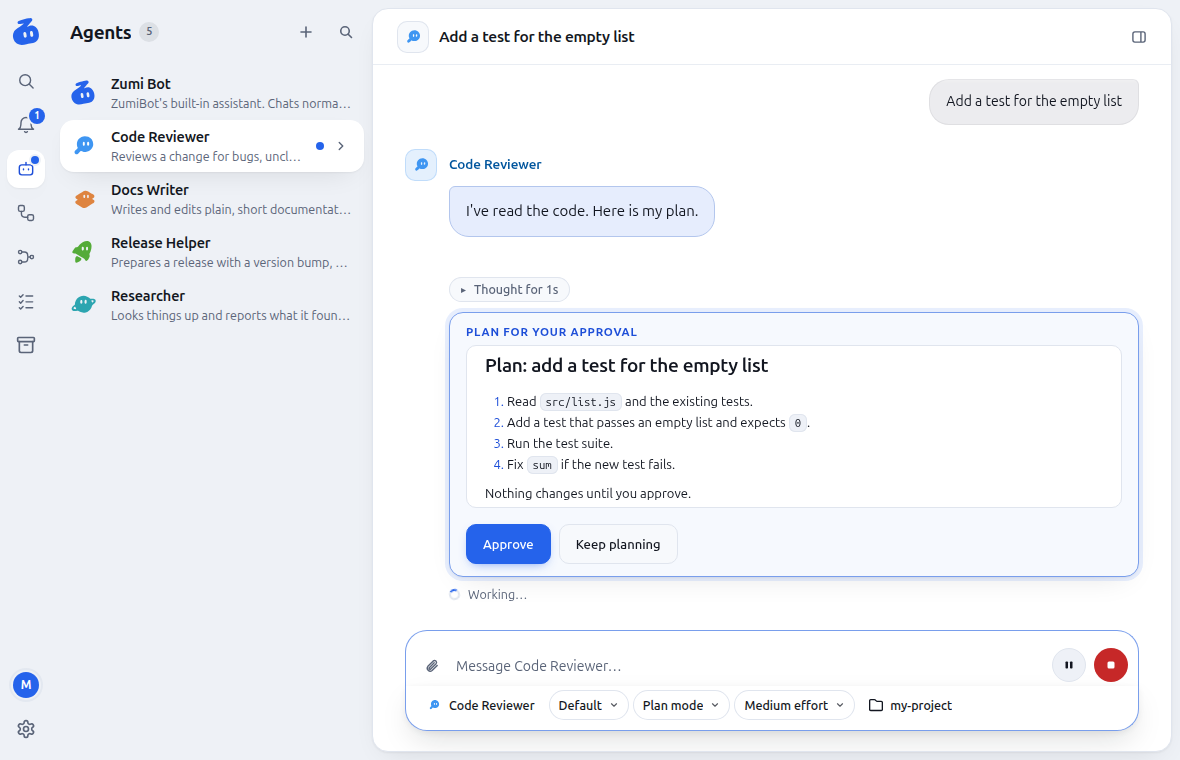 Agents 5
1
Zumi Bot
ZumiBot's built-in assistant. Chats norma…
Code Reviewer
Reviews a change for bugs, uncl…
Docs Writer
Writes and edits plain, short documentat…
Release Helper
Prepares a release with a version bump, …
Researcher
Looks things up and reports what it foun…
M
Add a test for the empty list
Add a test for the empty list
Code Reviewer
I've read the code. Here is my plan.
Thought for 1s
PLAN FOR YOUR APPROVAL
Plan: add a test for the empty list
1. Read src/list.js and the existing tests.
2. Add a test that passes an empty list and expects 0.
3. Run the test suite.
4. Fix sum if the new test fails.
Nothing changes until you approve.
Approve Keep planning
Working…
Message Code Reviewer…
Code Reviewer Default Plan mode Medium effort my-project